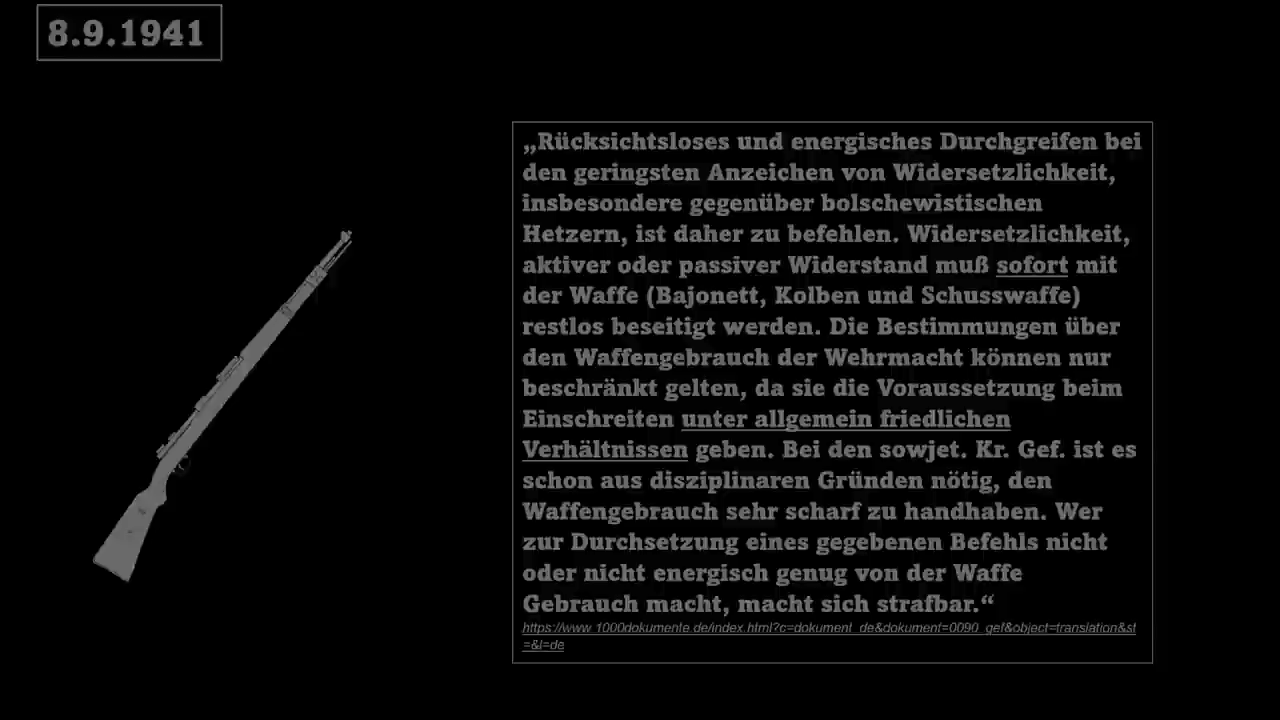 8.9.1941
„Rücksichtsloses und energisches Durchgreifen bei
den geringsten Anzeichen von Widersetzlichkeit,
insbesondere gegenüber bolschewistischen
Hetzern, ist daher zu befehlen. Widersetzlichkeit,
aktiver oder passiver Widerstand muß sofort mit
der Waffe (Bajonett, Kolben und Schusswaffe)
restlos beseitigt werden. Die Bestimmungen über
den Waffengebrauch der Wehrmacht können nur
beschränkt gelten, da sie die Voraussetzung beim
Einschreiten unter allgemein friedlichen
Verhältnissen geben. Bei den sowjet. Kr. Gef. ist es
schon aus disziplinaren Gründen nötig, den
Waffengebrauch sehr scharf zu handhaben. Wer
zur Durchsetzung eines gegebenen Befehls nicht
oder nicht energisch genug von der Waffe
Gebrauch macht, macht sich strafbar.“
https://www.1000dokumente.de/index.html?c=dokument_de&dokument=0090_gef&object=translation&st
=&l=de